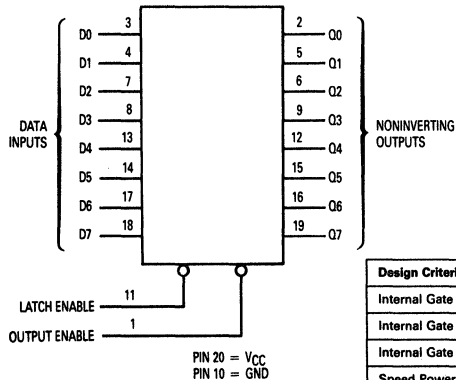 D0 3 2 Q0
D1 4 5 Q1
D2 7 6 Q2
D3 8 9 Q3
D4 13 12 Q4
D5 14 15 Q5
D6 17 16 Q6
D7 18 19 Q7
DATA
INPUTS
NONINVERTING
OUTPUTS
LATCH ENABLE 11
OUTPUT ENABLE 1
PIN 20 = VCC
PIN 10 = GND
Design
Internal Gate
Internal Gate
Internal Gate
Speed Power